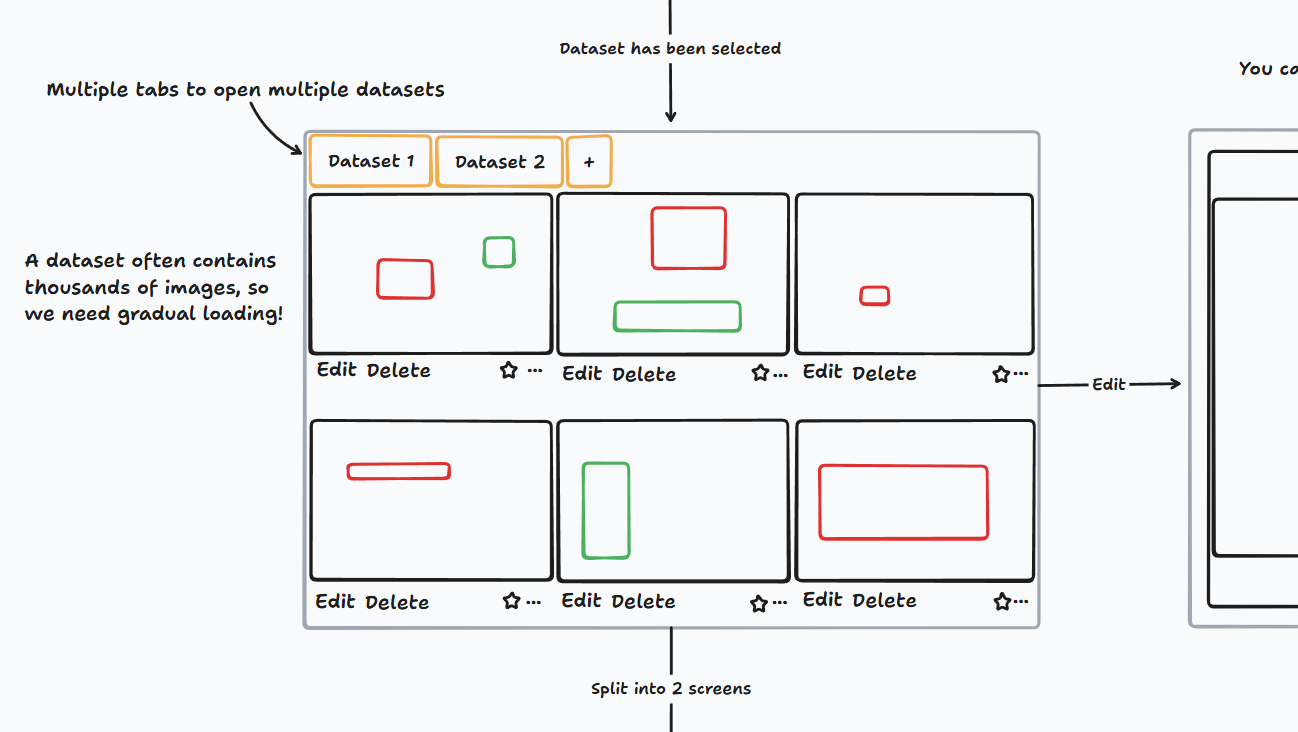 Dataset has been selected
You ca
Multiple tabs to open multiple datasets
Dataset 1
Dataset 2
+
A dataset often contains
thousands of images, so
we need gradual loading!
Edit Delete ...
Edit Delete ...
Edit Delete ...
Edit
Edit Delete ...
Edit Delete ...
Edit Delete ...
Split into 2 screens